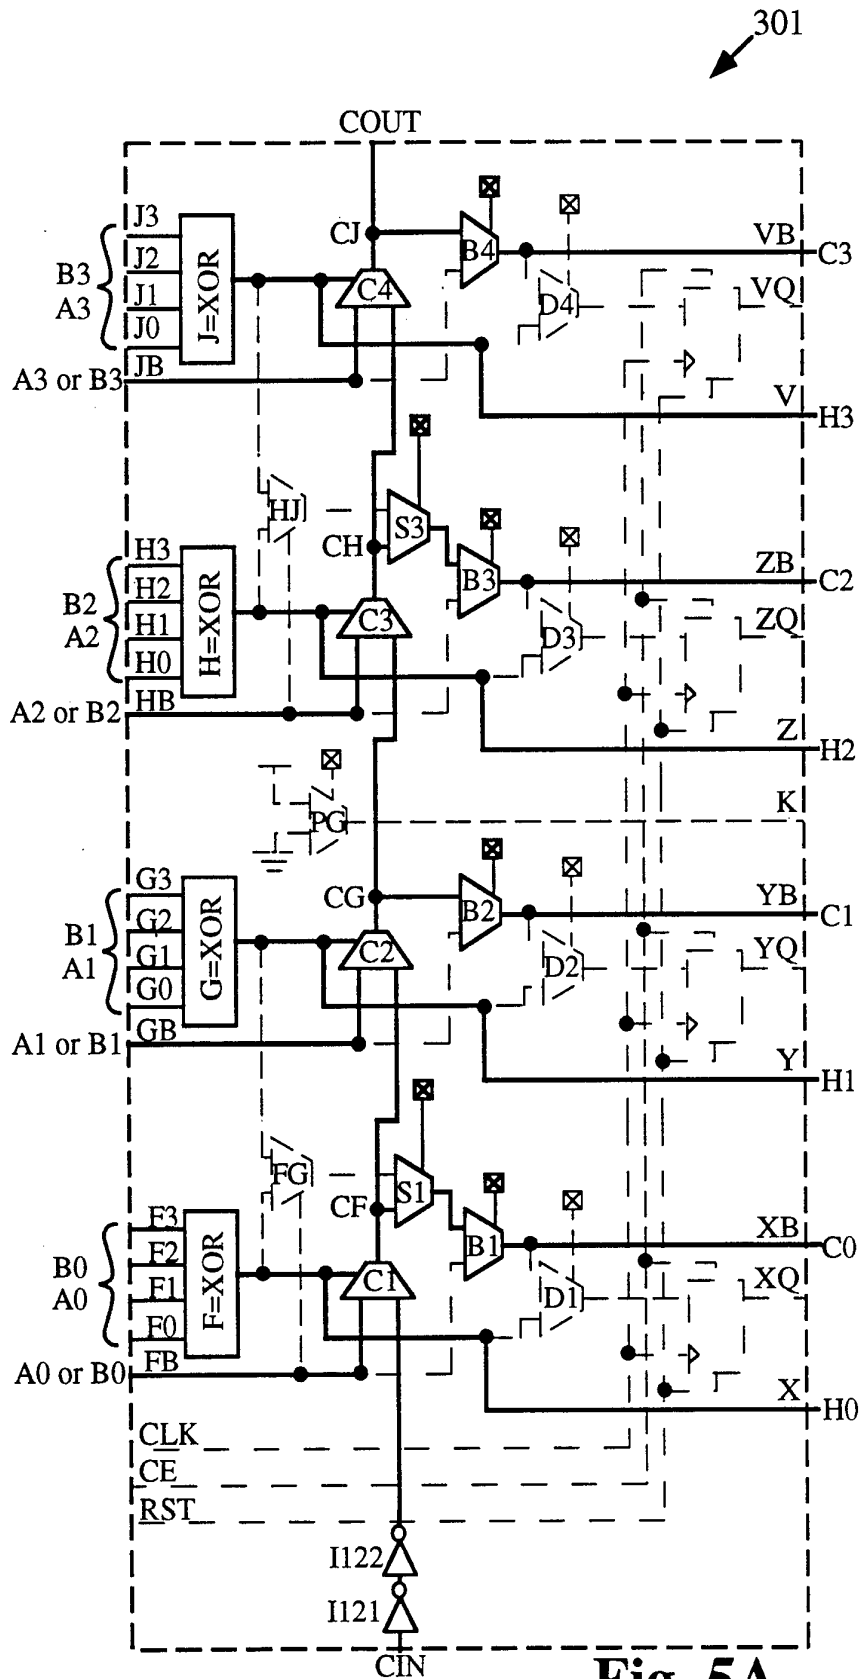 301
COUT
J3
J2
J1
J0
JB
B3
A3
A3 or B3
J=XOR
CJ
C4
B4
D4
VB
C3
VQ
V
H3
HJ
S3
CH
H3
H2
H1
H0
HB
B2
A2
A2 or B2
H=XOR
C3
B3
D3
ZB
C2
ZQ
Z
H2
PG
K
G3
G2
G1
G0
GB
B1
A1
A1 or B1
G=XOR
CG
C2
B2
D2
YB
C1
YQ
Y
H1
FG
S1
CF
F3
F2
F1
F0
FB
B0
A0
A0 or B0
F=XOR
C1
B1
D1
XB
C0
XQ
X
H0
CLK
CE
RST
I122
I121
CIN
Fig. 5A